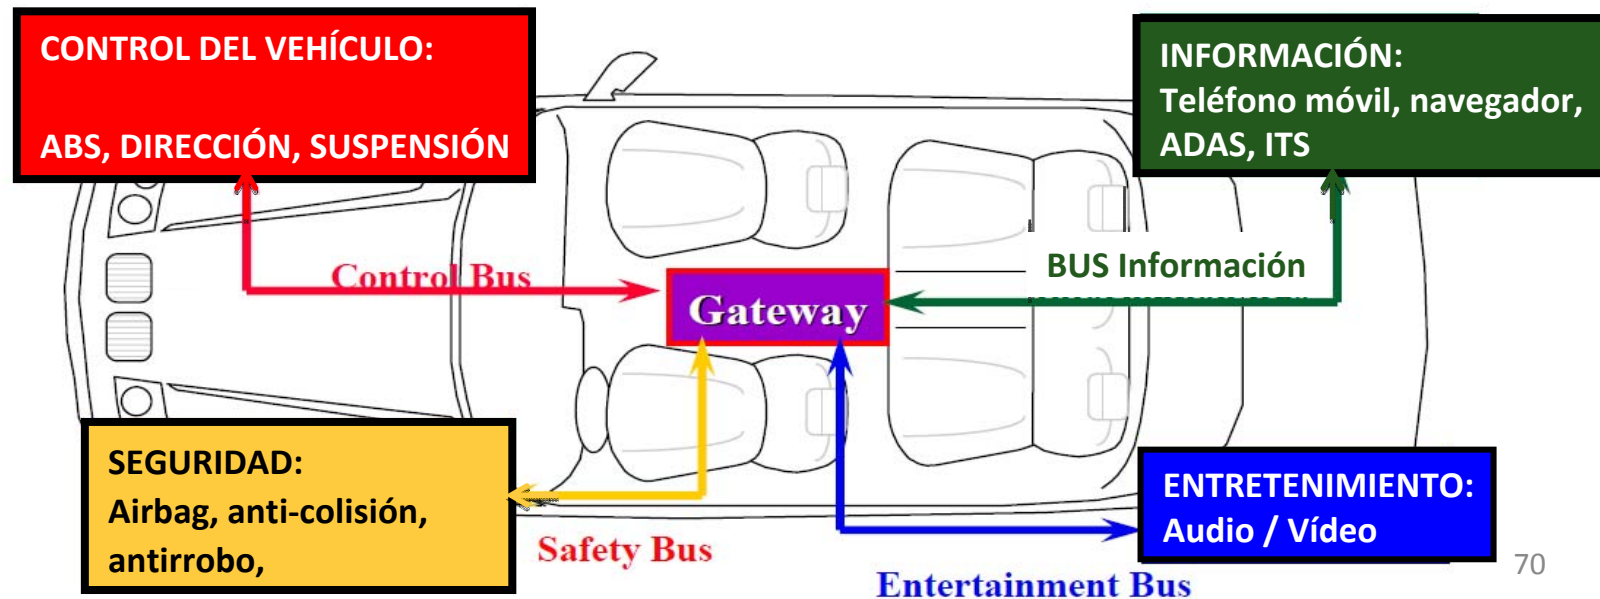 CONTROL DEL VEHÍCULO:
ABS, DIRECCIÓN, SUSPENSIÓN
INFORMACIÓN:
Teléfono móvil, navegador,
ADAS, ITS
Control Bus
BUS Información
Gateway
SEGURIDAD:
Airbag, anti-colisión,
antirrobo,
Safety Bus
ENTRETENIMIENTO:
Audio / Vídeo
Entertainment Bus
70